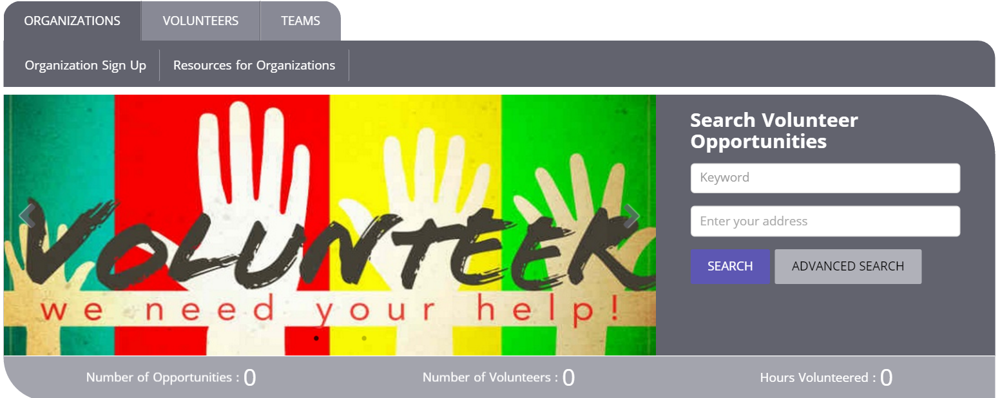 ORGANIZATIONS VOLUNTEERS TEAMS
Organization Sign Up Resources for Organizations
VOLUNTEER
we need your help!
Search Volunteer
Opportunities
Keyword
Enter your address
SEARCH ADVANCED SEARCH
Number of Opportunities : 0 Number of Volunteers : 0 Hours Volunteered : 0